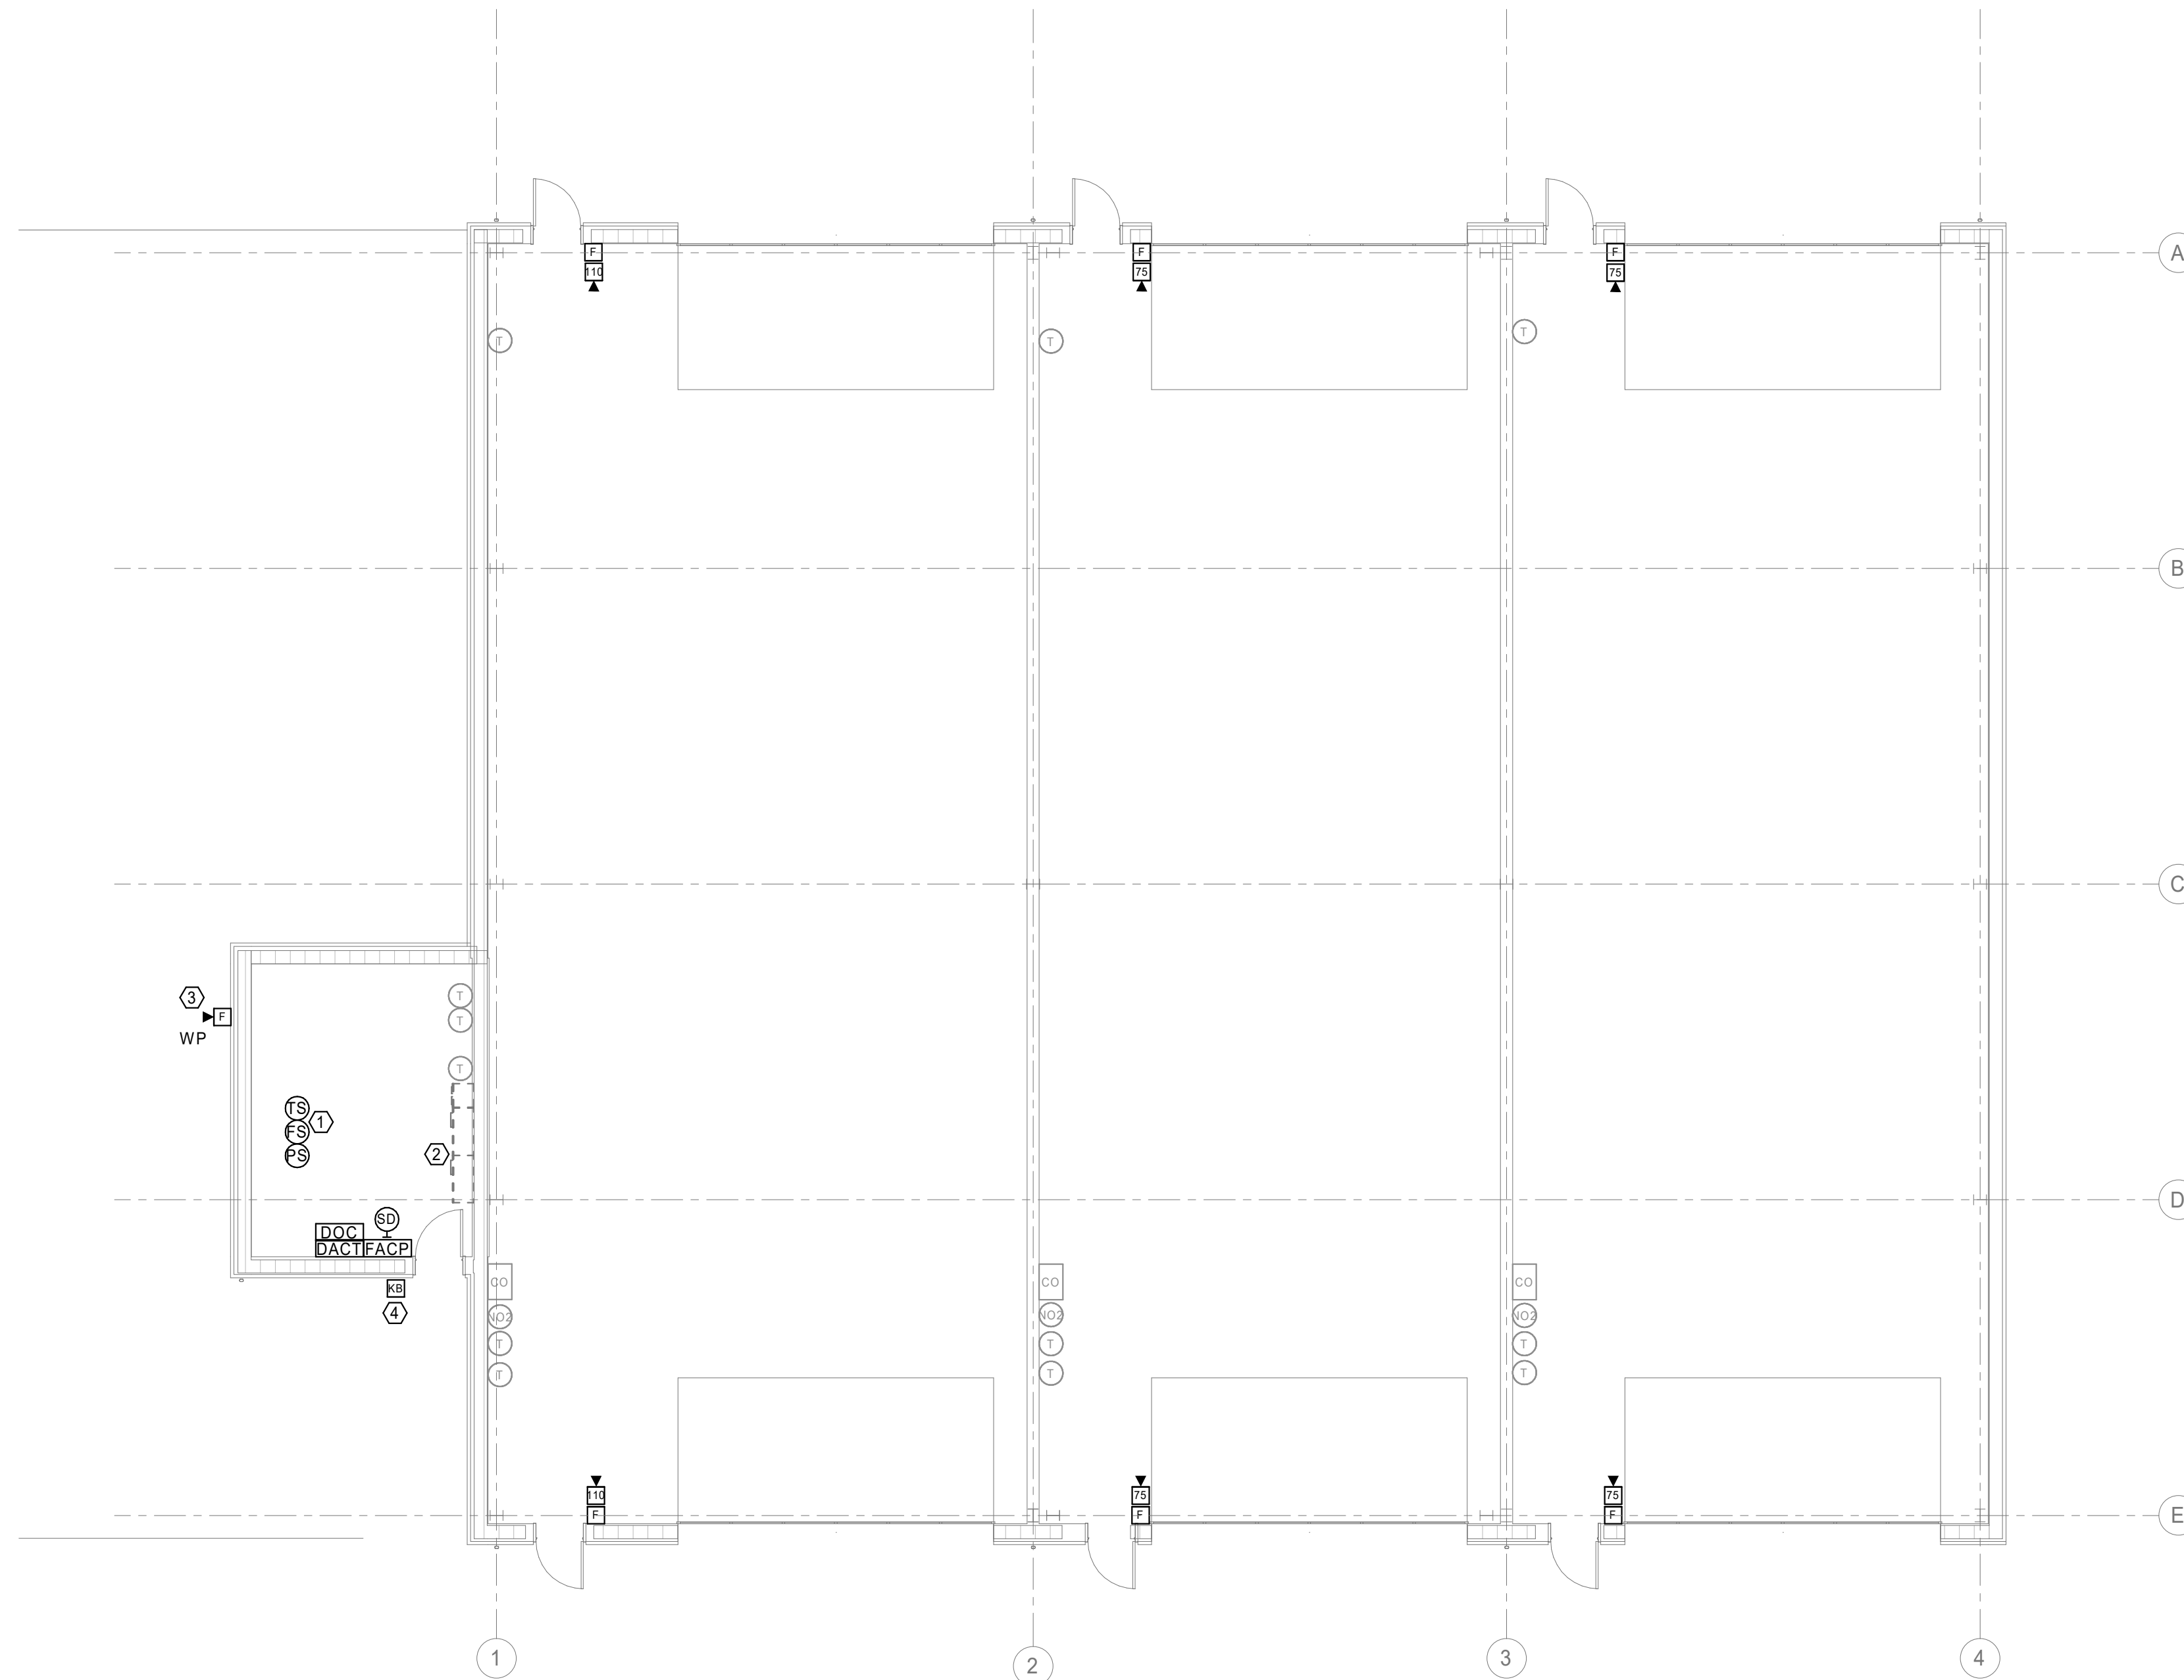 F F F
A
110 75 75
T T T
B
C
T
3
F
T
WP
T
TS
1
FS
2
PS
D
SD
DOC
DACT FACP
KB CO CO CO
4 NO2 NO2 NO2
T T T
T T T
110 75 75
F F F
E
1 2 3 4